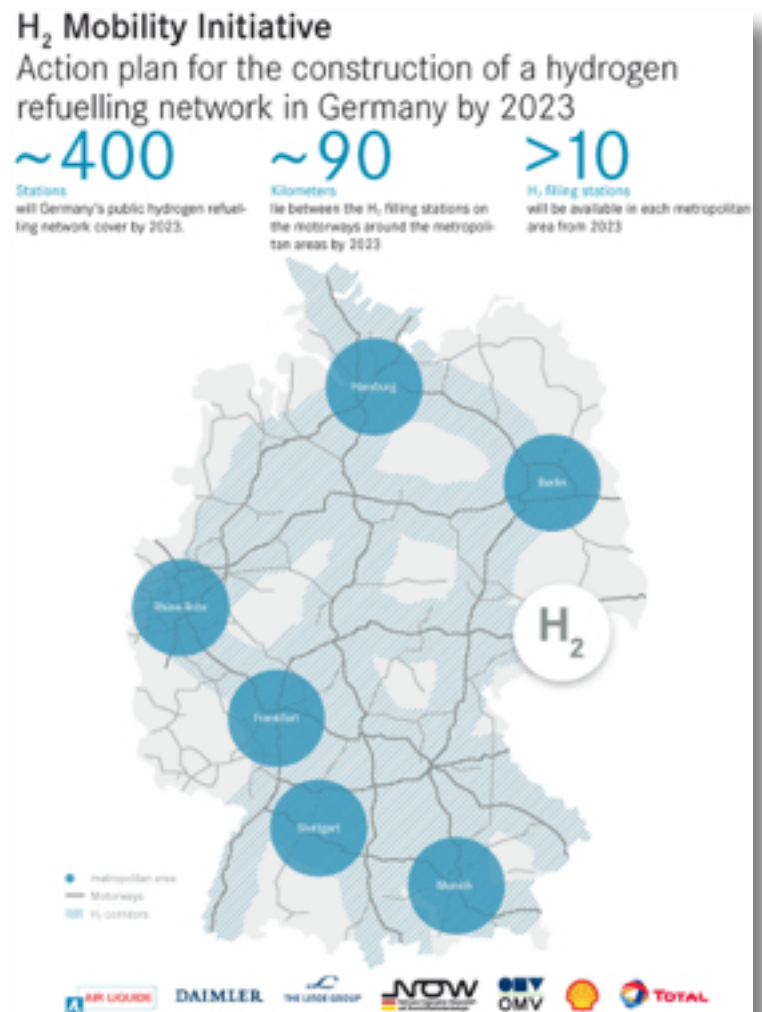 H₂ Mobility Initiative
Action plan for the construction of a hydrogen
refuelling network in Germany by 2023
~400
Stations
will Germany's public hydrogen refuel-
ling network cover by 2023.
~90
Kilometers
lie between the H₂ filling stations on
the motorways around the metropoli-
tan areas by 2023
>10
H₂ filling stations
will be available in each metropolitan
area from 2023
Hamburg
Berlin
Rhine-Ruhr
H₂
Frankfurt
Stuttgart
Munich
metropolitan area
Motorways
H₂ corridors
AIR LIQUIDE
DAIMLER
THE LINDE GROUP
NOW
OMV
TOTAL